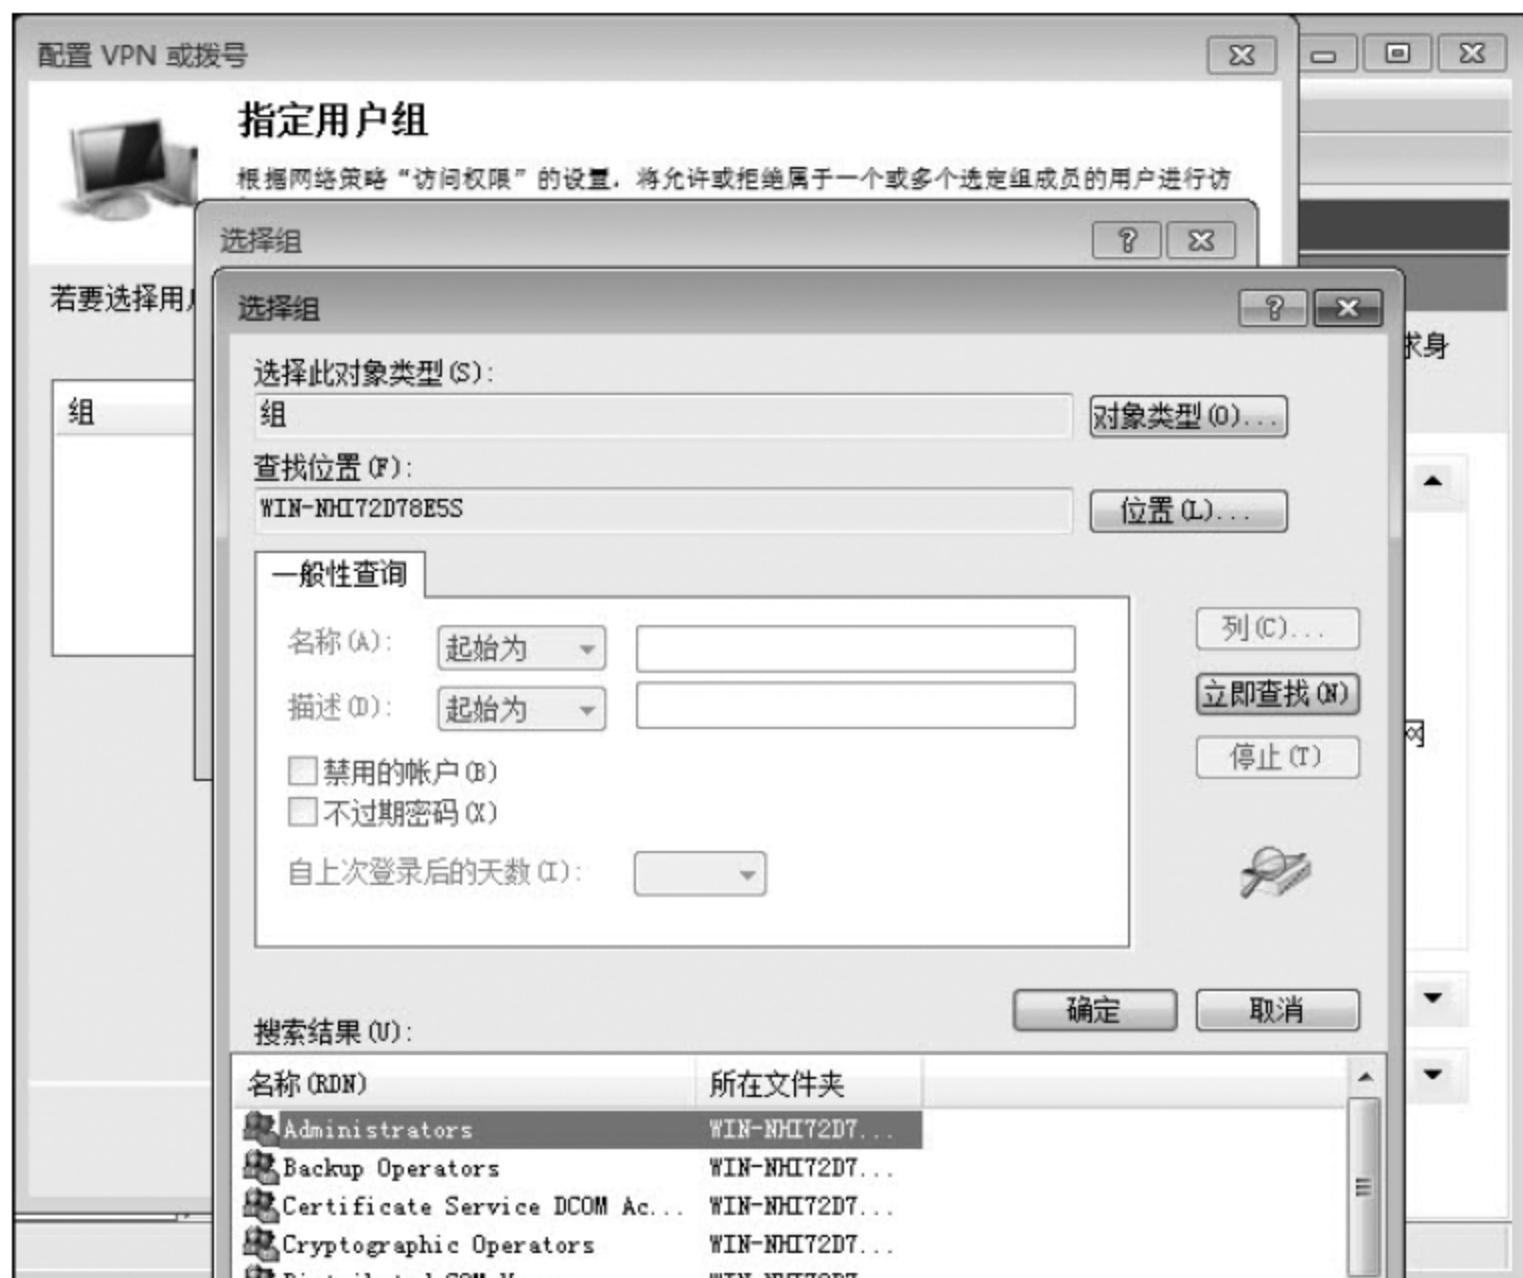 配置 VPN 或拨号
指定用户组
根据网络策略“访问权限”的设置，将允许或拒绝属于一个或多个选定组成员的用户进行访
选择组
若要选择用
选择组
求身
选择此对象类型(S):
组
组
对象类型(O)...
查找位置(F):
WIN-NHI72D78E5S
位置(L)...
一般性查询
名称(A):
起始为
列(C)...
描述(D):
起始为
立即查找(N)
网
停止(T)
禁用的帐户(B)
不过期密码(X)
自上次登录后的天数(I):
确定
取消
搜索结果(U):
名称(RDN)
所在文件夹
Administrators WIN-NHI72D7...
Backup Operators WIN-NHI72D7...
Certificate Service DCOM Ac... WIN-NHI72D7...
Cryptographic Operators WIN-NHI72D7...